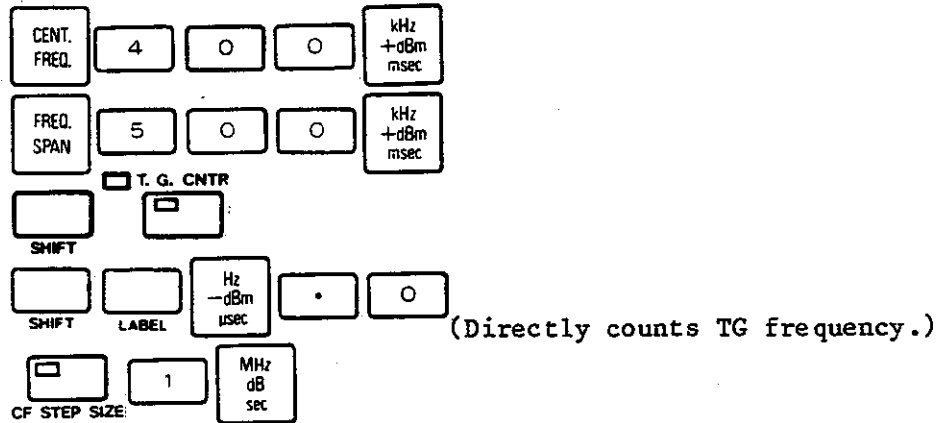 CENT. FREQ. 4 0 0 kHz +dBm msec
FREQ. SPAN 5 0 0 kHz +dBm msec
T. G. CNTR
SHIFT
SHIFT LABEL Hz -dBm µsec . 0 (Directly counts TG frequency.)
CF STEP SIZE 1 MHz dB sec